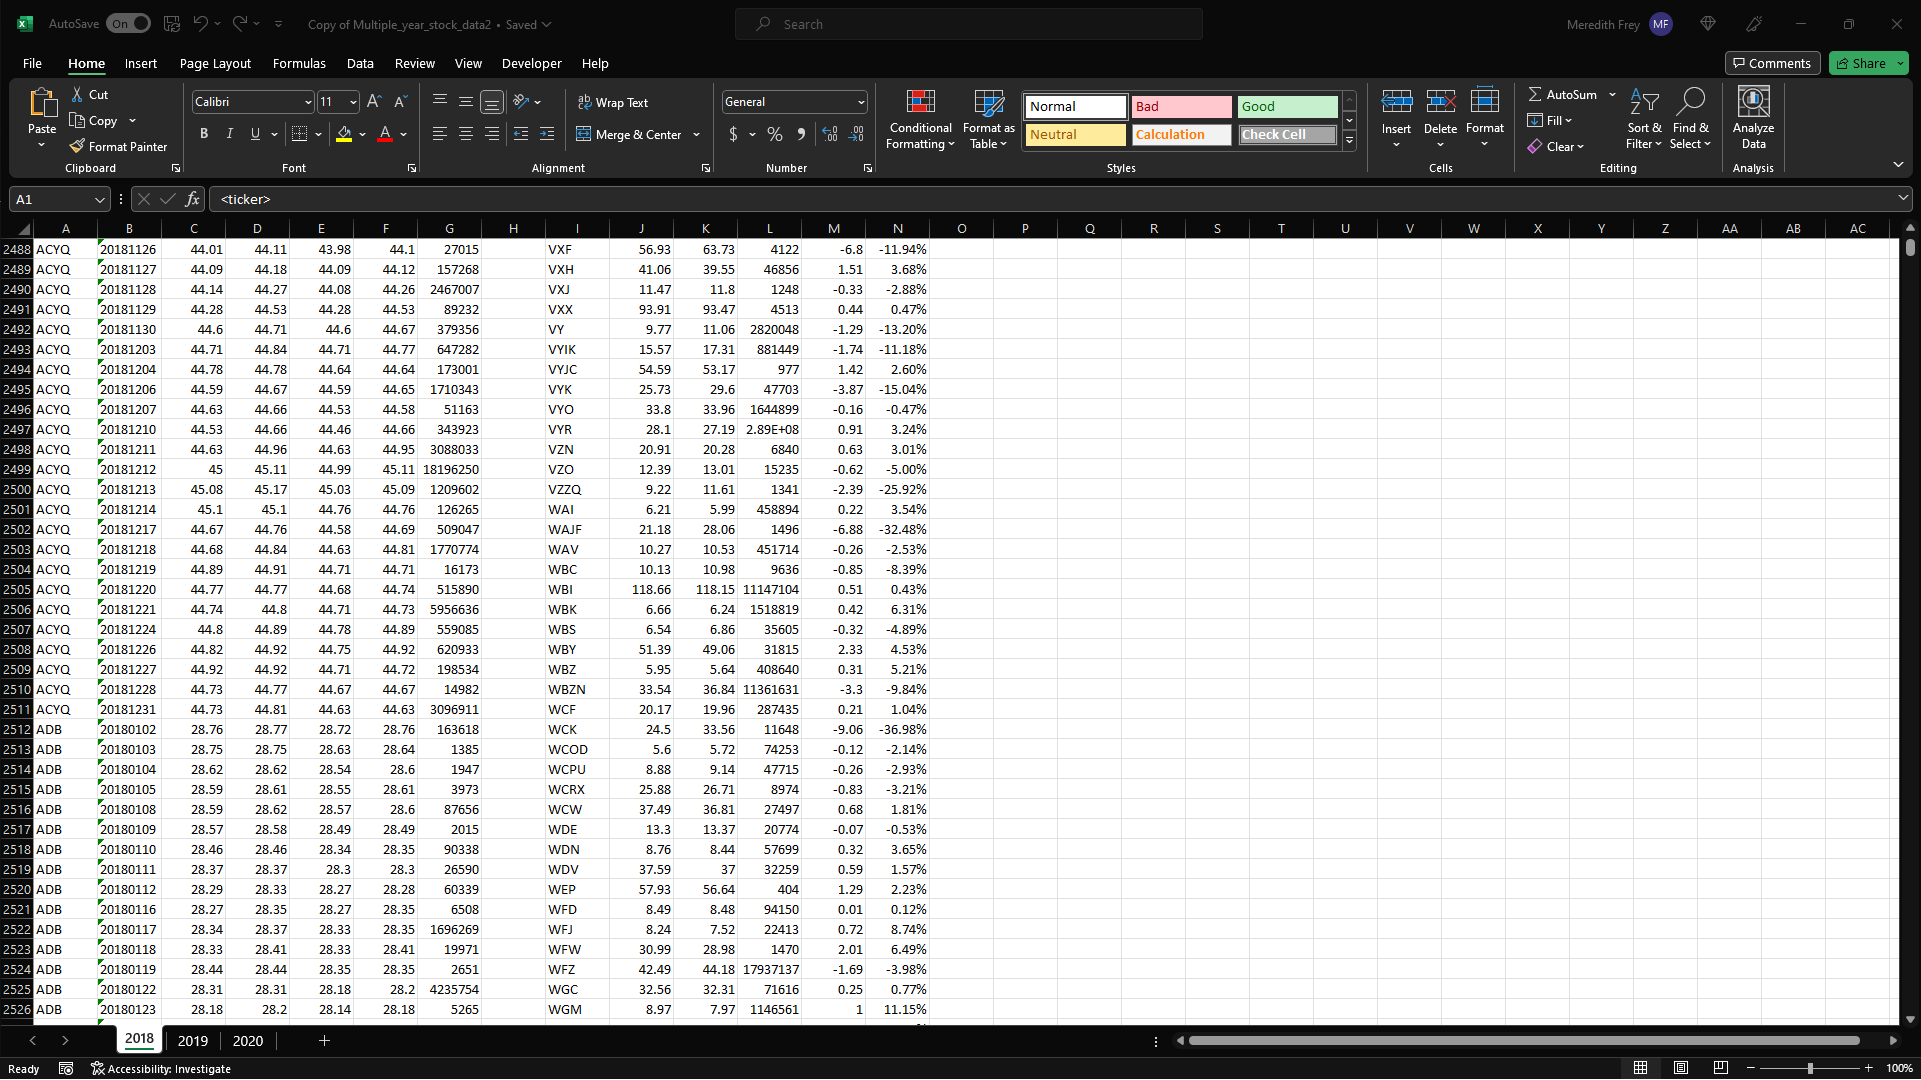 AutoSave On Copy of Multiple_year_stock_data2 • Saved Search Meredith Frey MF
File Home Insert Page Layout Formulas Data Review View Developer Help Comments Share
Paste Cut Copy Format Painter Clipboard
Calibri 11 B I U A Font
Wrap Text Merge & Center Alignment
General $ % Number
Conditional Formatting Format as Table Normal Bad Good Neutral Calculation Check Cell Styles
Insert Delete Format Cells
AutoSum Fill Clear Sort & Filter Find & Select Editing
Analyze Data Analysis
A1 fx <ticker>
A B C D E F G H I J K L M N O P Q R S T U V W X Y Z AA AB AC
2488 ACYQ 20181126 44.01 44.11 43.98 44.1 27015 VXF 56.93 63.73 4122 -6.8 -11.94%
2489 ACYQ 20181127 44.09 44.18 44.09 44.12 157268 VXH 41.06 39.55 46856 1.51 3.68%
2490 ACYQ 20181128 44.14 44.27 44.08 44.26 2467007 VXJ 11.47 11.8 1248 -0.33 -2.88%
2491 ACYQ 20181129 44.28 44.53 44.28 44.53 89232 VXX 93.91 93.47 4513 0.44 0.47%
2492 ACYQ 20181130 44.6 44.71 44.6 44.67 379356 VY 9.77 11.06 2820048 -1.29 -13.20%
2493 ACYQ 20181203 44.71 44.84 44.71 44.77 647282 VYIK 15.57 17.31 881449 -1.74 -11.18%
2494 ACYQ 20181204 44.78 44.78 44.64 44.64 173001 VYJC 54.59 53.17 977 1.42 2.60%
2495 ACYQ 20181206 44.59 44.67 44.59 44.65 1710343 VYK 25.73 29.6 47703 -3.87 -15.04%
2496 ACYQ 20181207 44.63 44.66 44.53 44.58 51163 VYO 33.8 33.96 1644899 -0.16 -0.47%
2497 ACYQ 20181210 44.53 44.66 44.46 44.66 343923 VYR 28.1 27.19 2.89E+08 0.91 3.24%
2498 ACYQ 20181211 44.63 44.96 44.63 44.95 3088033 VZN 20.91 20.28 6840 0.63 3.01%
2499 ACYQ 20181212 45 45.11 44.99 45.11 18196250 VZO 12.39 13.01 15235 -0.62 -5.00%
2500 ACYQ 20181213 45.08 45.17 45.03 45.09 1209602 VZZQ 9.22 11.61 1341 -2.39 -25.92%
2501 ACYQ 20181214 45.1 45.1 44.76 44.76 126265 WAI 6.21 5.99 458894 0.22 3.54%
2502 ACYQ 20181217 44.67 44.76 44.58 44.69 509047 WAJF 21.18 28.06 1496 -6.88 -32.48%
2503 ACYQ 20181218 44.68 44.84 44.63 44.81 1770774 WAV 10.27 10.53 451714 -0.26 -2.53%
2504 ACYQ 20181219 44.89 44.91 44.71 44.71 16173 WBC 10.13 10.98 9636 -0.85 -8.39%
2505 ACYQ 20181220 44.77 44.77 44.68 44.74 515890 WBI 118.66 118.15 11147104 0.51 0.43%
2506 ACYQ 20181221 44.74 44.8 44.71 44.73 5956636 WBK 6.66 6.24 1518819 0.42 6.31%
2507 ACYQ 20181224 44.8 44.89 44.78 44.89 559085 WBS 6.54 6.86 35605 -0.32 -4.89%
2508 ACYQ 20181226 44.82 44.92 44.75 44.92 620933 WBY 51.39 49.06 31815 2.33 4.53%
2509 ACYQ 20181227 44.92 44.92 44.71 44.72 198534 WBZ 5.95 5.64 408640 0.31 5.21%
2510 ACYQ 20181228 44.73 44.77 44.67 44.67 14982 WBZN 33.54 36.84 11361631 -3.3 -9.84%
2511 ACYQ 20181231 44.73 44.81 44.63 44.63 3096911 WCF 20.17 19.96 287435 0.21 1.04%
2512 ADB 20180102 28.76 28.77 28.72 28.76 163618 WCK 24.5 33.56 11648 -9.06 -36.98%
2513 ADB 20180103 28.75 28.75 28.63 28.64 1385 WCOD 5.6 5.72 74253 -0.12 -2.14%
2514 ADB 20180104 28.62 28.62 28.54 28.6 1947 WCPU 8.88 9.14 47715 -0.26 -2.93%
2515 ADB 20180105 28.59 28.61 28.55 28.61 3973 WCRX 25.88 26.71 8974 -0.83 -3.21%
2516 ADB 20180108 28.59 28.62 28.57 28.6 87656 WCW 37.49 36.81 27497 0.68 1.81%
2517 ADB 20180109 28.57 28.58 28.49 28.49 2015 WDE 13.3 13.37 20774 -0.07 -0.53%
2518 ADB 20180110 28.46 28.46 28.34 28.35 90338 WDN 8.76 8.44 57699 0.32 3.65%
2519 ADB 20180111 28.37 28.37 28.3 28.3 26590 WDV 37.59 37 32259 0.59 1.57%
2520 ADB 20180112 28.29 28.33 28.27 28.28 60339 WEP 57.93 56.64 404 1.29 2.23%
2521 ADB 20180116 28.27 28.35 28.27 28.35 6508 WFD 8.49 8.48 94150 0.01 0.12%
2522 ADB 20180117 28.34 28.37 28.33 28.35 1696269 WFJ 8.24 7.52 22413 0.72 8.74%
2523 ADB 20180118 28.33 28.41 28.33 28.41 19971 WFW 30.99 28.98 1470 2.01 6.49%
2524 ADB 20180119 28.44 28.44 28.35 28.35 2651 WFZ 42.49 44.18 17937137 -1.69 -3.98%
2525 ADB 20180122 28.31 28.31 28.18 28.2 4235754 WGC 32.56 32.31 71616 0.25 0.77%
2526 ADB 20180123 28.18 28.2 28.14 28.18 5265 WGM 8.97 7.97 1146561 1 11.15%
2018 2019 2020
Ready Accessibility: Investigate 100%